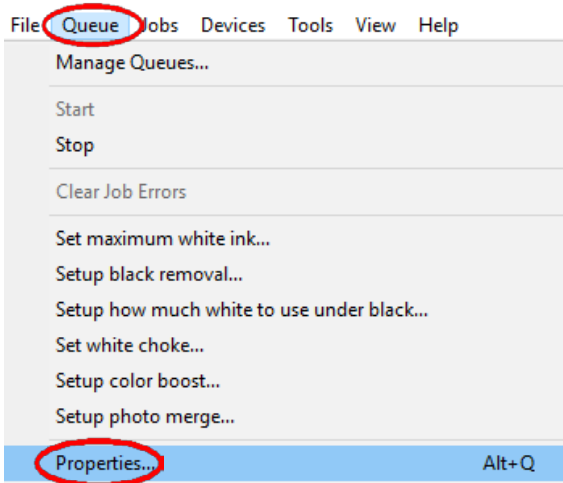 File Queue Jobs Devices Tools View Help
Manage Queues...
Start
Stop
Clear Job Errors
Set maximum white ink...
Setup black removal...
Setup how much white to use under black...
Set white choke...
Setup color boost...
Setup photo merge...
Properties... Alt+Q